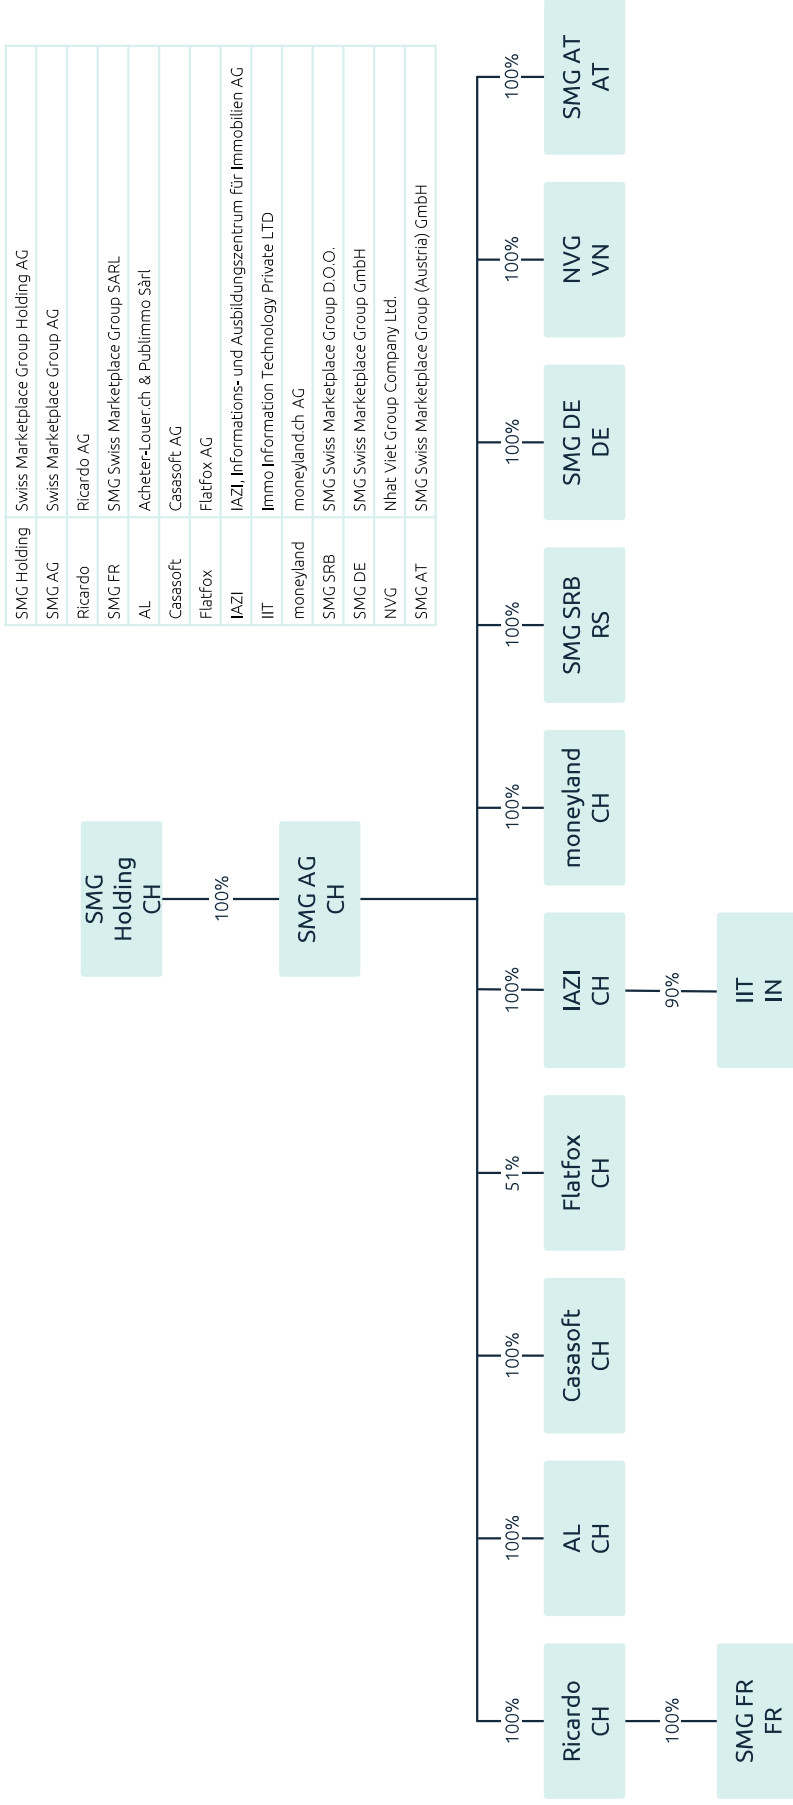 SMG Holding Swiss Marketplace Group Holding AG
SMG AG Swiss Marketplace Group AG
Ricardo Ricardo AG
SMG FR SMG Swiss Marketplace Group SARL
AL Acheter-Louer.ch & Publimmo Sàrl
Casasoft Casasoft AG
Flatfox Flatfox AG
IAZI IAZI, Informations- und Ausbildungszentrum für Immobilien AG
IIT Immo Information Technology Private LTD
moneyland moneyland.ch AG
SMG SRB SMG Swiss Marketplace Group D.O.O.
SMG DE SMG Swiss Marketplace Group GmbH
NVG Nhat Viet Group Company Ltd.
SMG AT SMG Swiss Marketplace Group (Austria) GmbH
SMG
Holding
CH
100%
SMG AG
CH
100%
100%
100%
51%
100%
100%
100%
100%
100%
100%
Ricardo
CH
AL
CH
Casasoft
CH
Flatfox
CH
IAZI
CH
moneyland
CH
SMG SRB
RS
SMG DE
DE
NVG
VN
SMG AT
AT
100%
90%
SMG FR
FR
IIT
IN